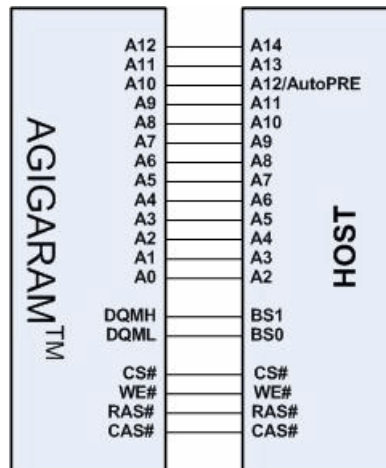 AGIGARAM™
HOST
A12 A14
A11 A13
A10 A12/AutoPRE
A9 A11
A8 A10
A7 A9
A6 A8
A5 A7
A4 A6
A3 A5
A2 A4
A1 A3
A0 A2
DQMH BS1
DQML BS0
CS# CS#
WE# WE#
RAS# RAS#
CAS# CAS#